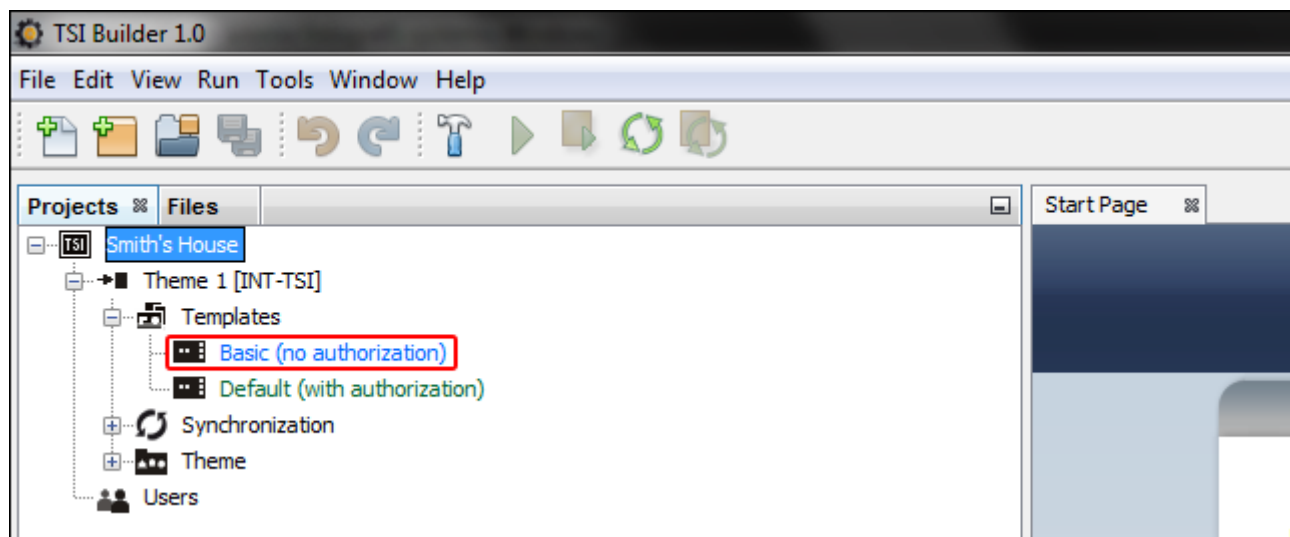 TSI Builder 1.0
File Edit View Run Tools Window Help
Projects Files
Start Page
TSI Smith's House
Theme 1 [INT-TSI]
Templates
Basic (no authorization)
Default (with authorization)
Synchronization
Theme
Users